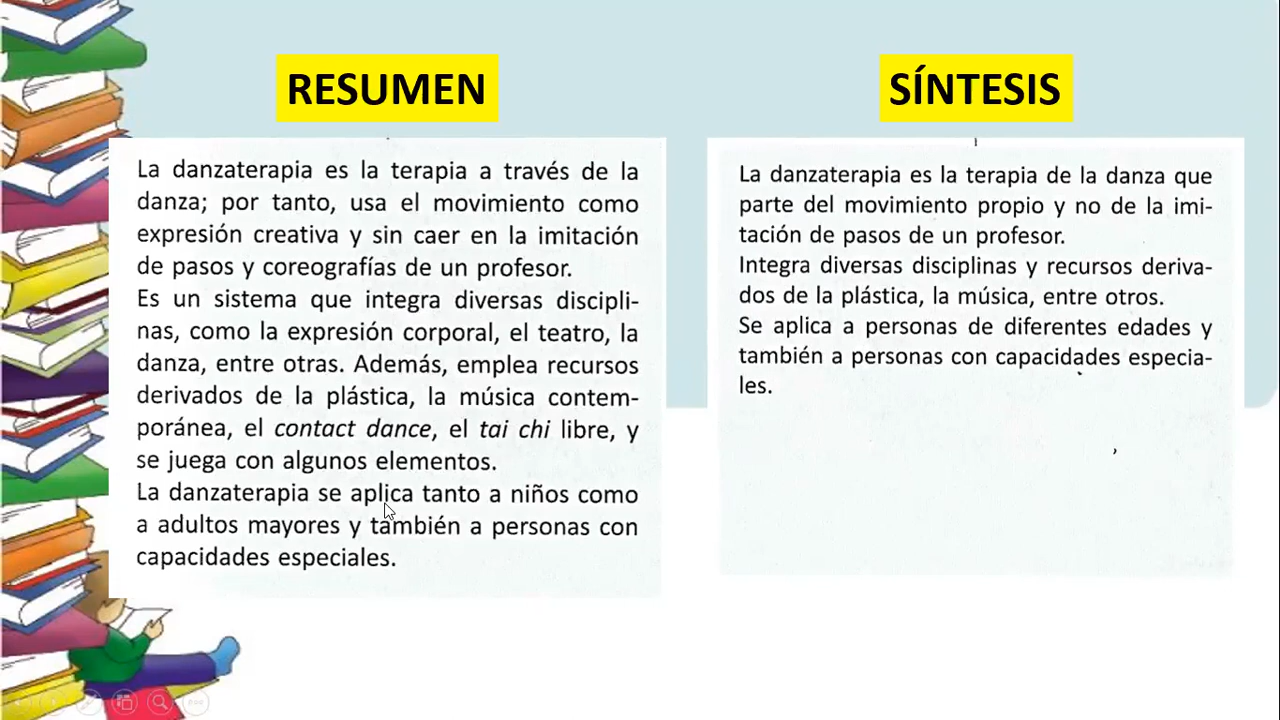 RESUMEN
La danzaterapia es la terapia a través de la
danza; por tanto, usa el movimiento como
expresión creativa y sin caer en la imitación
de pasos y coreografías de un profesor.
Es un sistema que integra diversas discipli-
nas, como la expresión corporal, el teatro, la
danza, entre otras. Además, emplea recursos
derivados de la plástica, la música contem-
poránea, el contact dance, el tai chi libre, y
se juega con algunos elementos.
La danzaterapia se aplica tanto a niños como
a adultos mayores y también a personas con
capacidades especiales.
SÍNTESIS
La danzaterapia es la terapia de la danza que
parte del movimiento propio y no de la imi-
tación de pasos de un profesor.
Integra diversas disciplinas y recursos deriva-
dos de la plástica, la música, entre otros.
Se aplica a personas de diferentes edades y
también a personas con capacidades especia-
les.